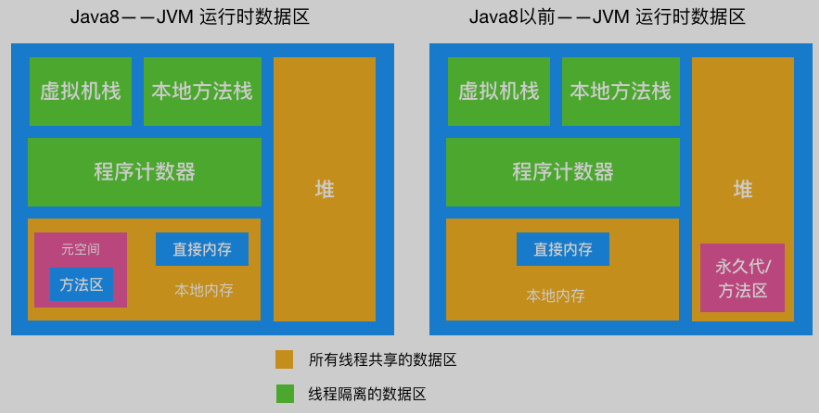 Java8——JVM 运行时数据区
虚拟机栈
本地方法栈
程序计数器
堆
元空间
方法区
直接内存
本地内存
Java8以前——JVM 运行时数据区
虚拟机栈
本地方法栈
程序计数器
堆
直接内存
本地内存
永久代/
方法区
所有线程共享的数据区
线程隔离的数据区